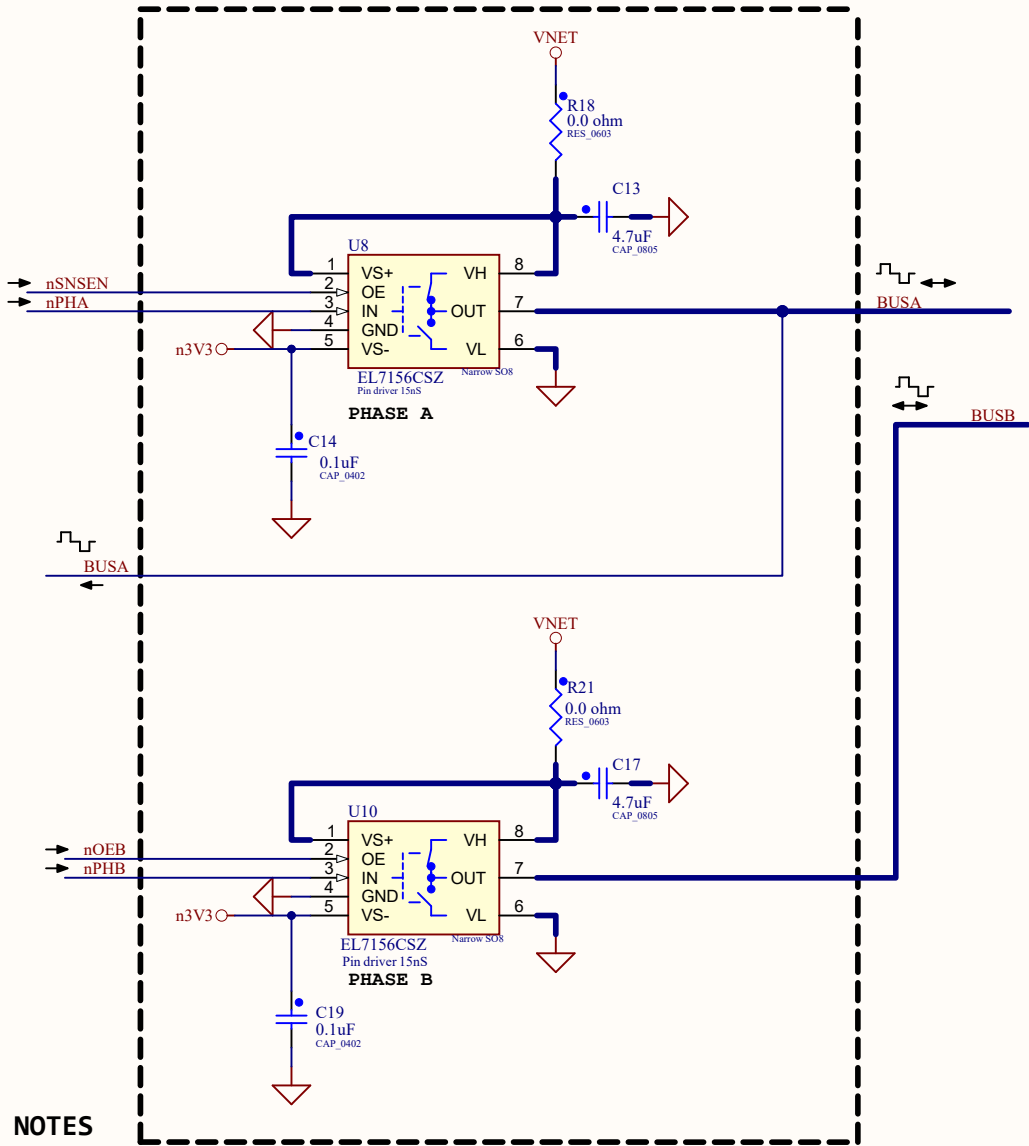 VNET
R18
0.0 ohm
RES_0603
C13
4.7uF
CAP_0805
U8
1 VS+ VH 8
nSNSEN 2 OE
nPHA 3 IN OUT 7 BUSA
4 GND
n3V3 5 VS- VL 6
EL7156CSZ Narrow SO8
Pin driver 15nS
PHASE A
BUSB
C14
0.1uF
CAP_0402
BUSA
VNET
R21
0.0 ohm
RES_0603
C17
4.7uF
CAP_0805
U10
1 VS+ VH 8
nOEB 2 OE
nPHB 3 IN OUT 7
4 GND
n3V3 5 VS- VL 6
EL7156CSZ Narrow SO8
Pin driver 15nS
PHASE B
C19
0.1uF
CAP_0402
NOTES